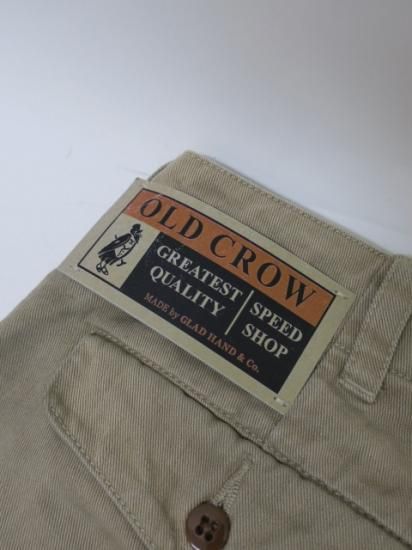 OLD CROW
GREATEST QUALITY
SPEED SHOP
MADE by GLAD HAND & Co.